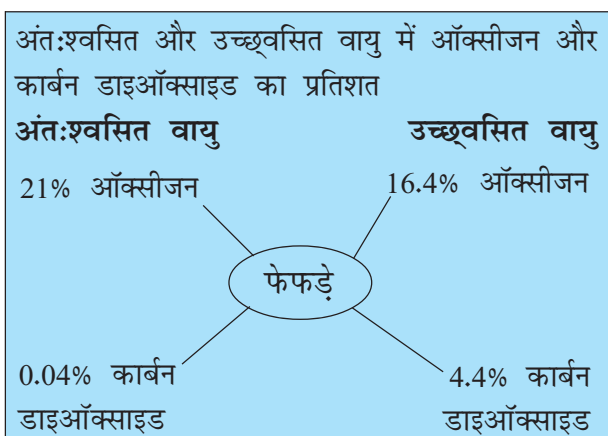 अंत:श्वसित और उच्छ्वसित वायु में ऑक्सीजन और
कार्बन डाइऑक्साइड का प्रतिशत
अंत:श्वसित वायु
उच्छ्वसित वायु
21% ऑक्सीजन
16.4% ऑक्सीजन
फेफड़े
0.04% कार्बन
डाइऑक्साइड
4.4% कार्बन
डाइऑक्साइड